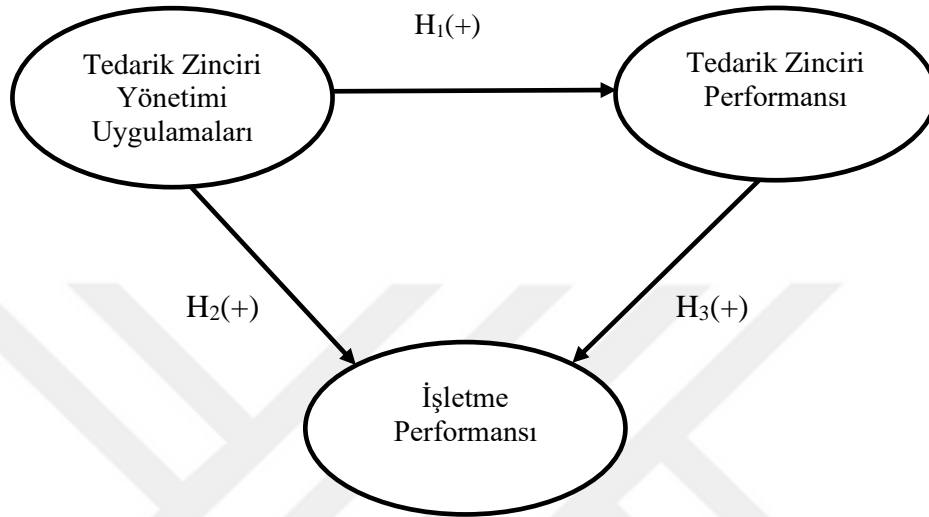 H₁(+)
Tedarik Zinciri
Yönetimi
Uygulamaları
Tedarik Zinciri
Performansı
H₂(+)
H₃(+)
İşletme
Performansı